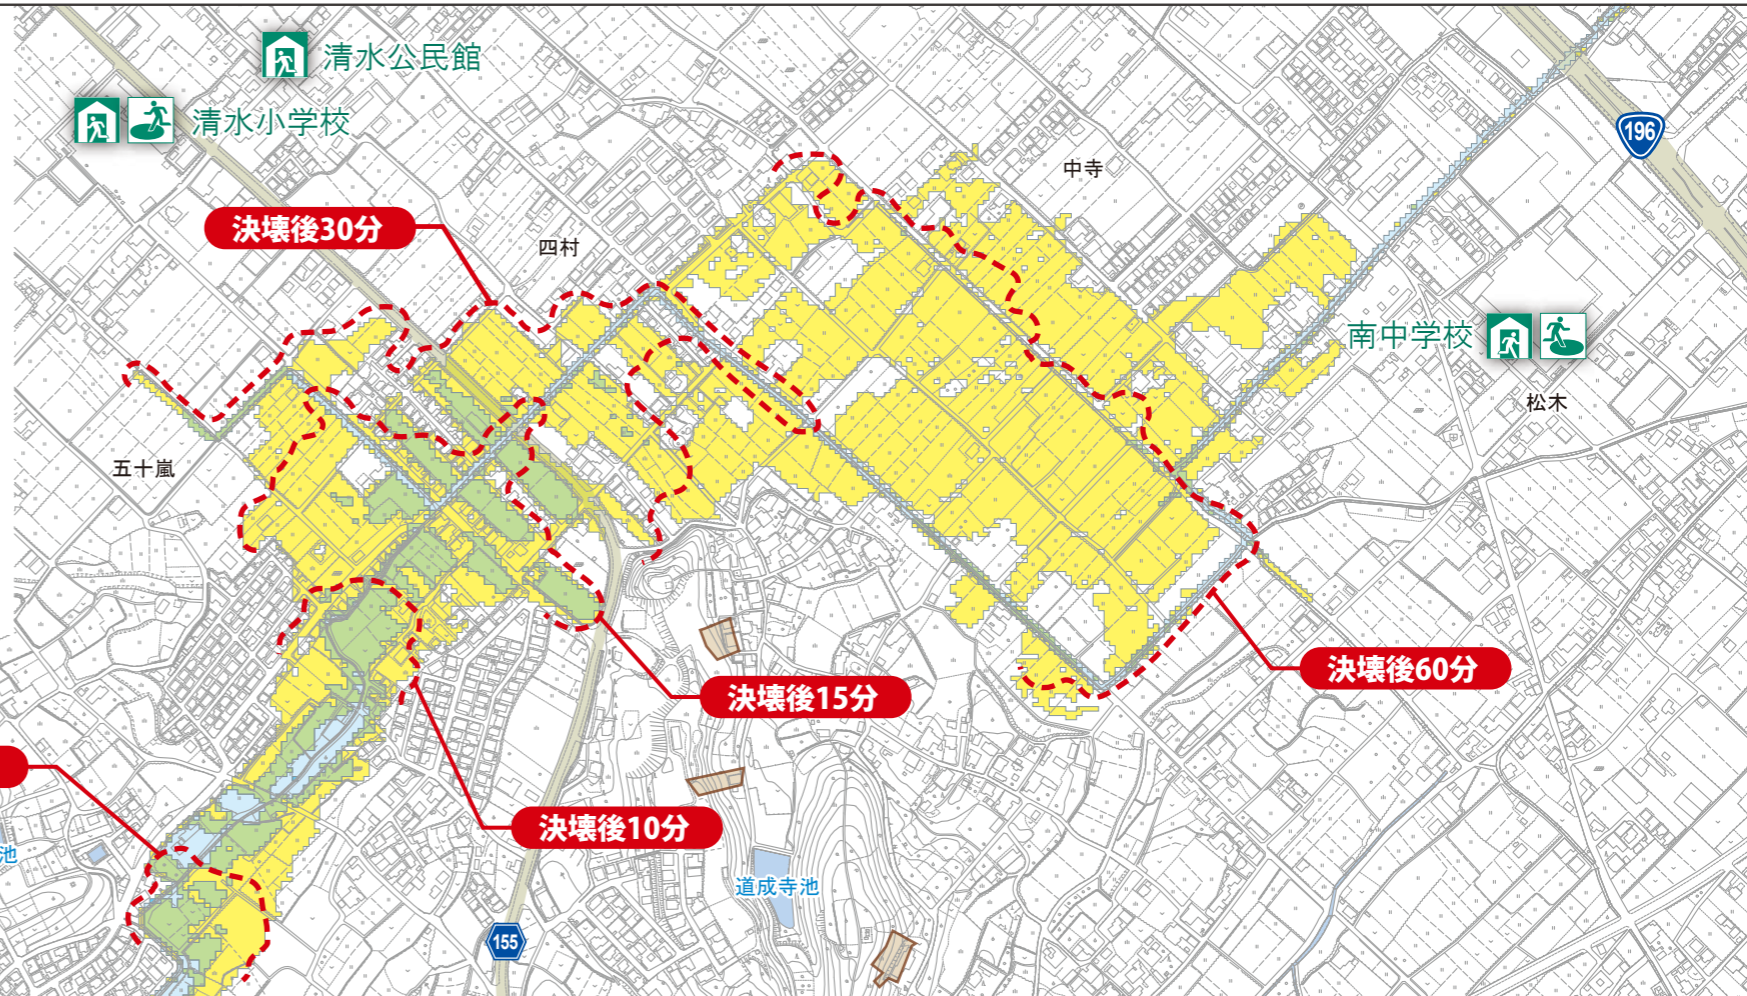 清水公民館
清水小学校
196
中寺
決壊後30分
四村
南中学校
松木
五十嵐
決壊後60分
決壊後15分
決壊後10分
池
道成寺池
155